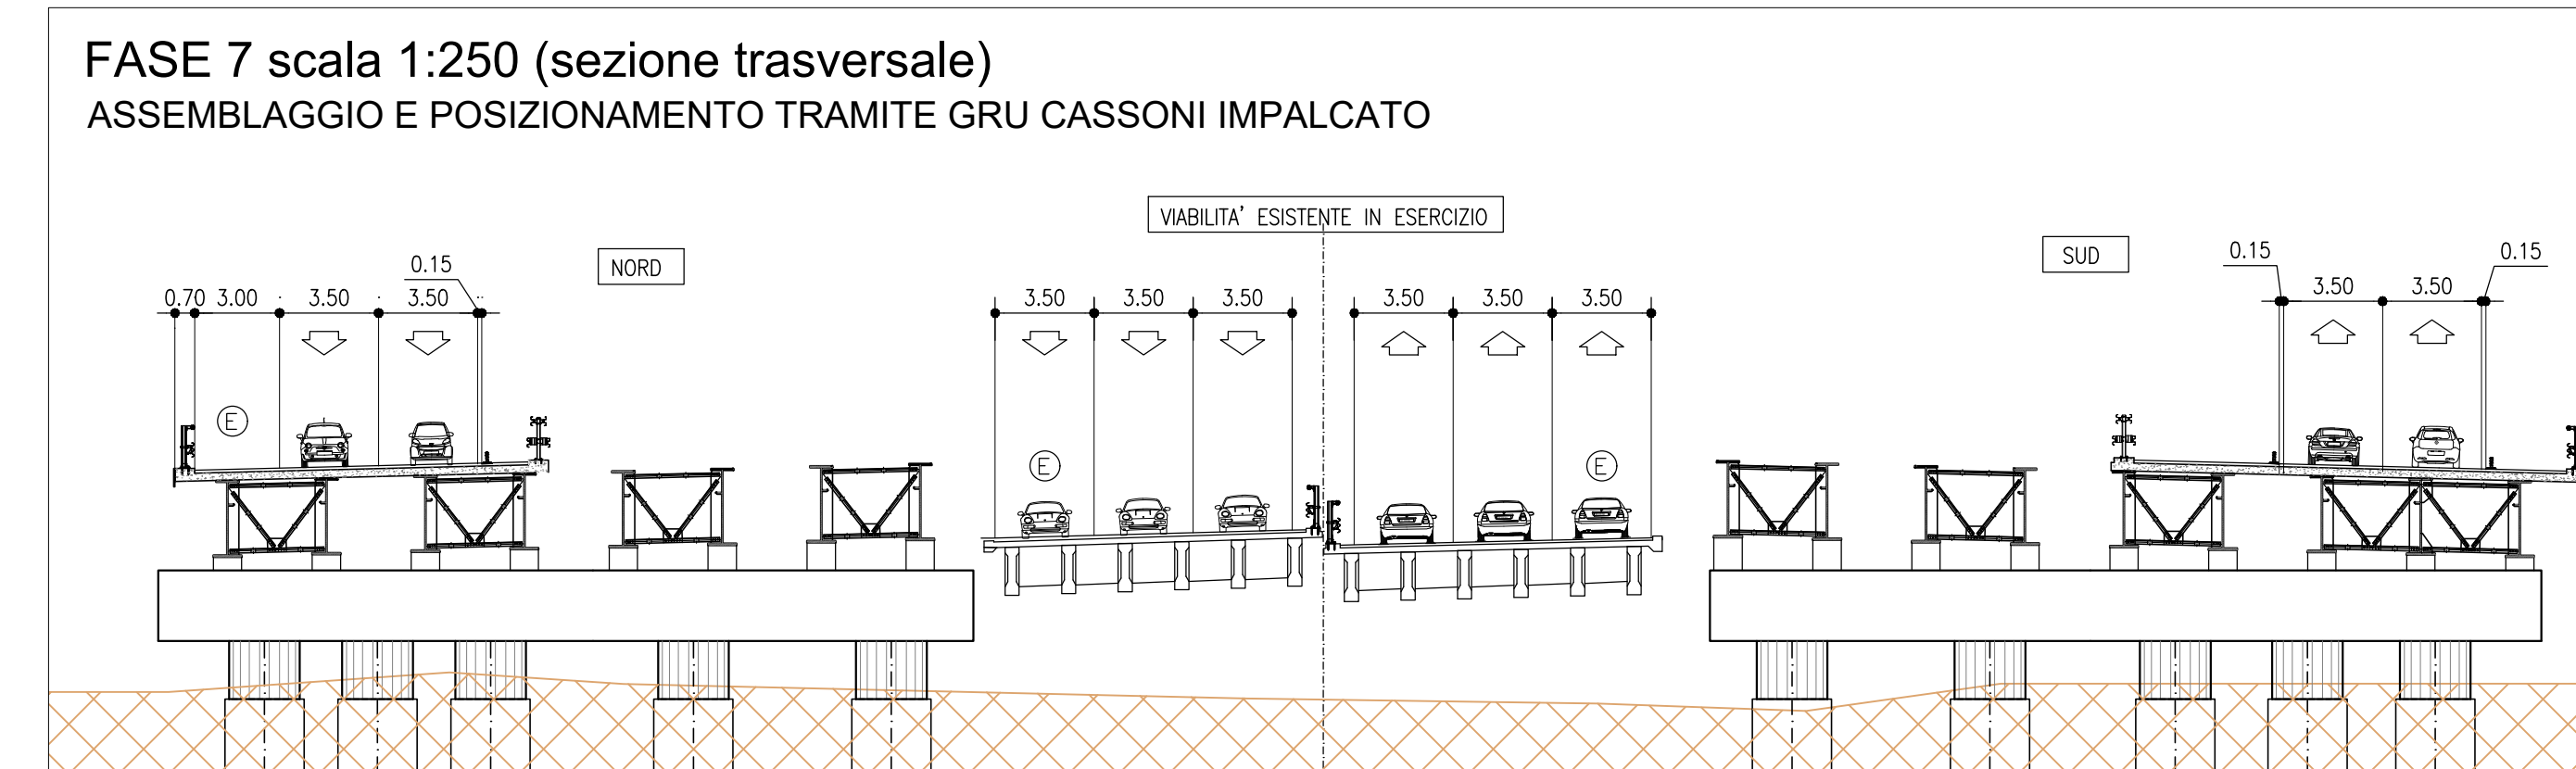 FASE 7 scala 1:250 (sezione trasversale)
ASSEMBLAGGIO E POSIZIONAMENTO TRAMITE GRU CASSONI IMPALCATO
VIABILITA' ESISTENTE IN ESERCIZIO
NORD
SUD
0.15
0.15
0.15
0.70 3.00 3.50 3.50
3.50 3.50 3.50
3.50 3.50 3.50
3.50 3.50
E
E
E